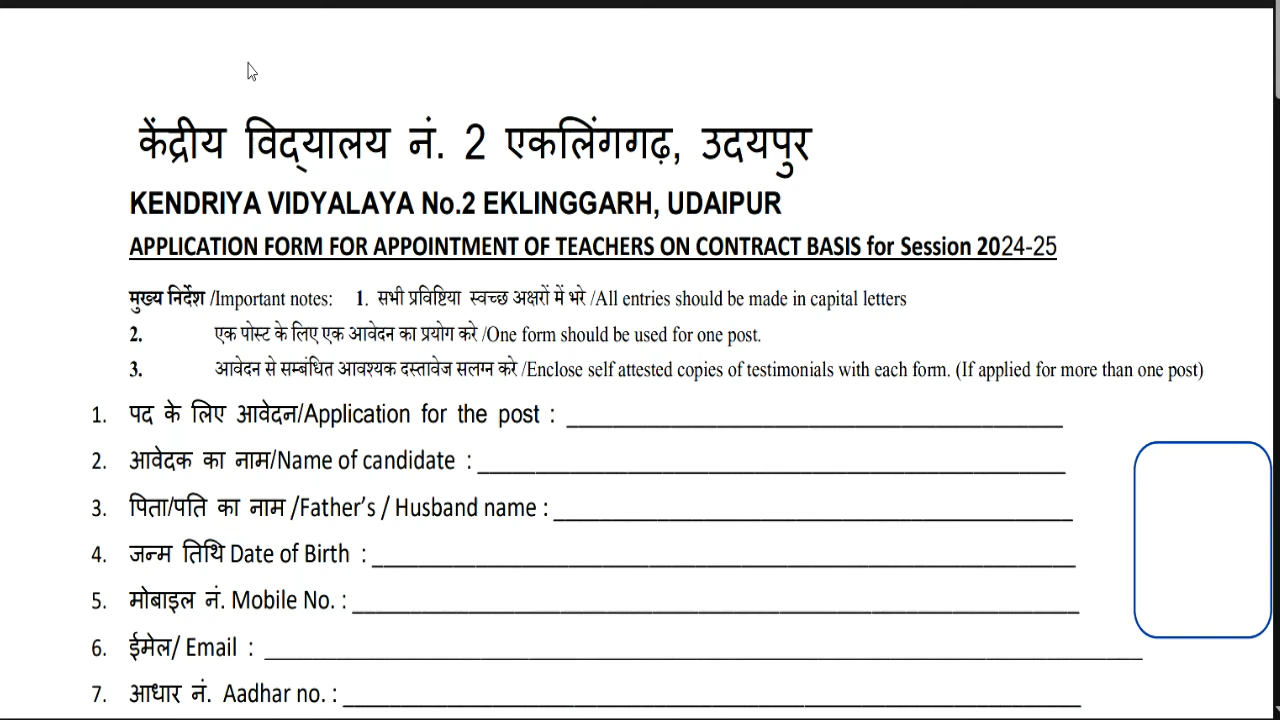 केंद्रीय विद्यालय नं. 2 एकलिंगगढ़, उदयपुर
KENDRIYA VIDYALAYA No.2 EKLINGGARH, UDAIPUR
APPLICATION FORM FOR APPOINTMENT OF TEACHERS ON CONTRACT BASIS for Session 2024-25
मुख्य निर्देश /Important notes: 1. सभी प्रविष्टिया स्वच्छ अक्षरों में भरे /All entries should be made in capital letters
2. एक पोस्ट के लिए एक आवेदन का प्रयोग करे /One form should be used for one post.
3. आवेदन से सम्बंधित आवश्यक दस्तावेज सलग्न करे /Enclose self attested copies of testimonials with each form. (If applied for more than one post)
1. पद के लिए आवेदन/Application for the post :
2. आवेदक का नाम/Name of candidate :
3. पिता/पति का नाम /Father’s / Husband name :
4. जन्म तिथि Date of Birth :
5. मोबाइल नं. Mobile No. :
6. ईमेल/ Email :
7. आधार नं. Aadhar no. :